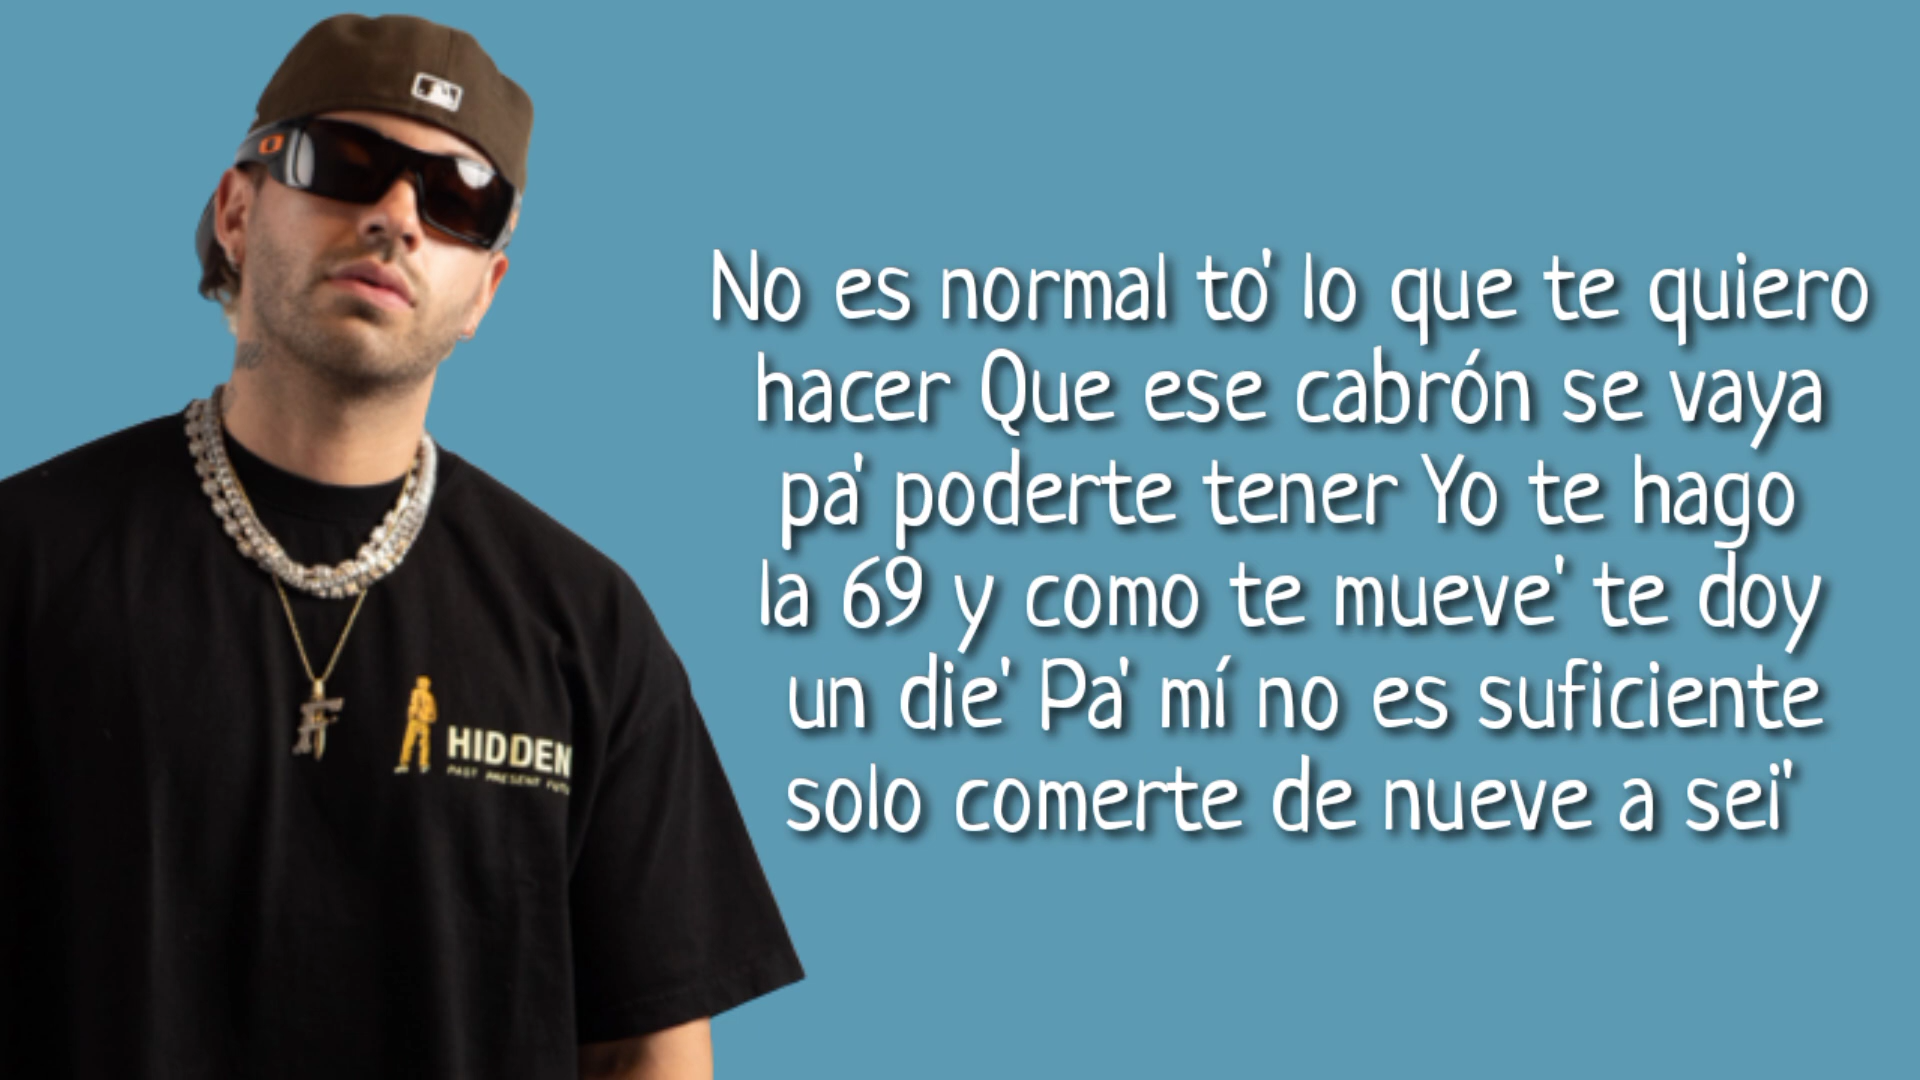 No es normal to' lo que te quiero
hacer Que ese cabrón se vaya
pa' poderte tener Yo te hago
la 69 y como te mueve' te doy
un die' Pa' mí no es suficiente
solo comerte de nueve a sei'
HIDDEN
PAST PRESENT